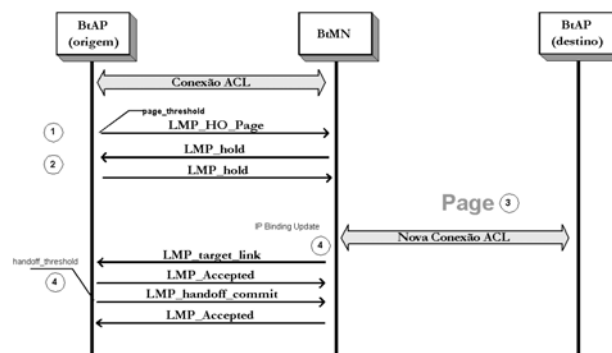 BtAP
(origem)
BtMN
BtAP
(destino)
Conexão ACL
page_threshold
1
LMP_HO_Page
2
LMP_hold
LMP_hold
Page 3
IP Binding Update
4
Nova Conexão ACL
LMP_target_link
handoff_threshold
4
LMP_Accepted
LMP_handoff_commit
LMP_Accepted